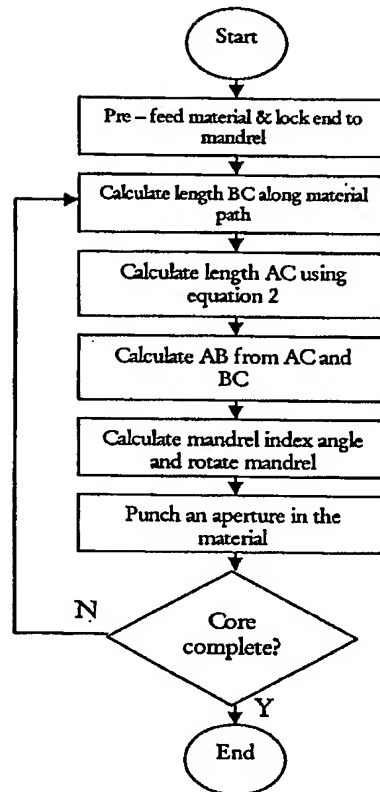 Start
Pre – feed material & lock end to
mandrel
Calculate length BC along material
path
Calculate length AC using
equation 2
Calculate AB from AC and
BC
Calculate mandrel index angle
and rotate mandrel
Punch an aperture in the
material
N
Core
complete?
Y
End